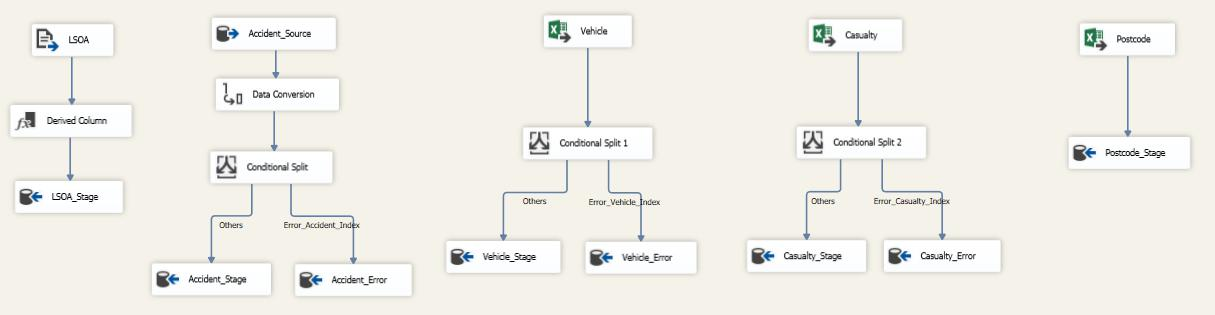 LSOA
Derived Column
LSOA_Stage
Accident_Source
Data Conversion
Conditional Split
Others
Error_Accident_Index
Accident_Stage
Accident_Error
Vehicle
Conditional Split 1
Others
Error_Vehicle_Index
Vehicle_Stage
Vehicle_Error
Casualty
Conditional Split 2
Others
Error_Casualty_Index
Casualty_Stage
Casualty_Error
Postcode
Postcode_Stage